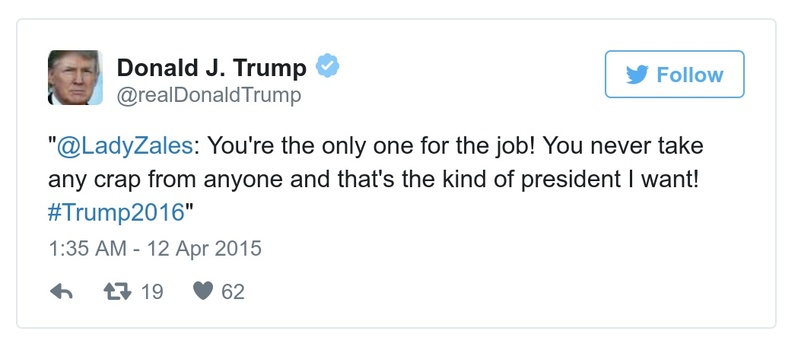 Donald J. Trump
@realDonaldTrump
Follow
"@LadyZales: You're the only one for the job! You never take
any crap from anyone and that's the kind of president I want!
#Trump2016"
1:35 AM - 12 Apr 2015
19 62